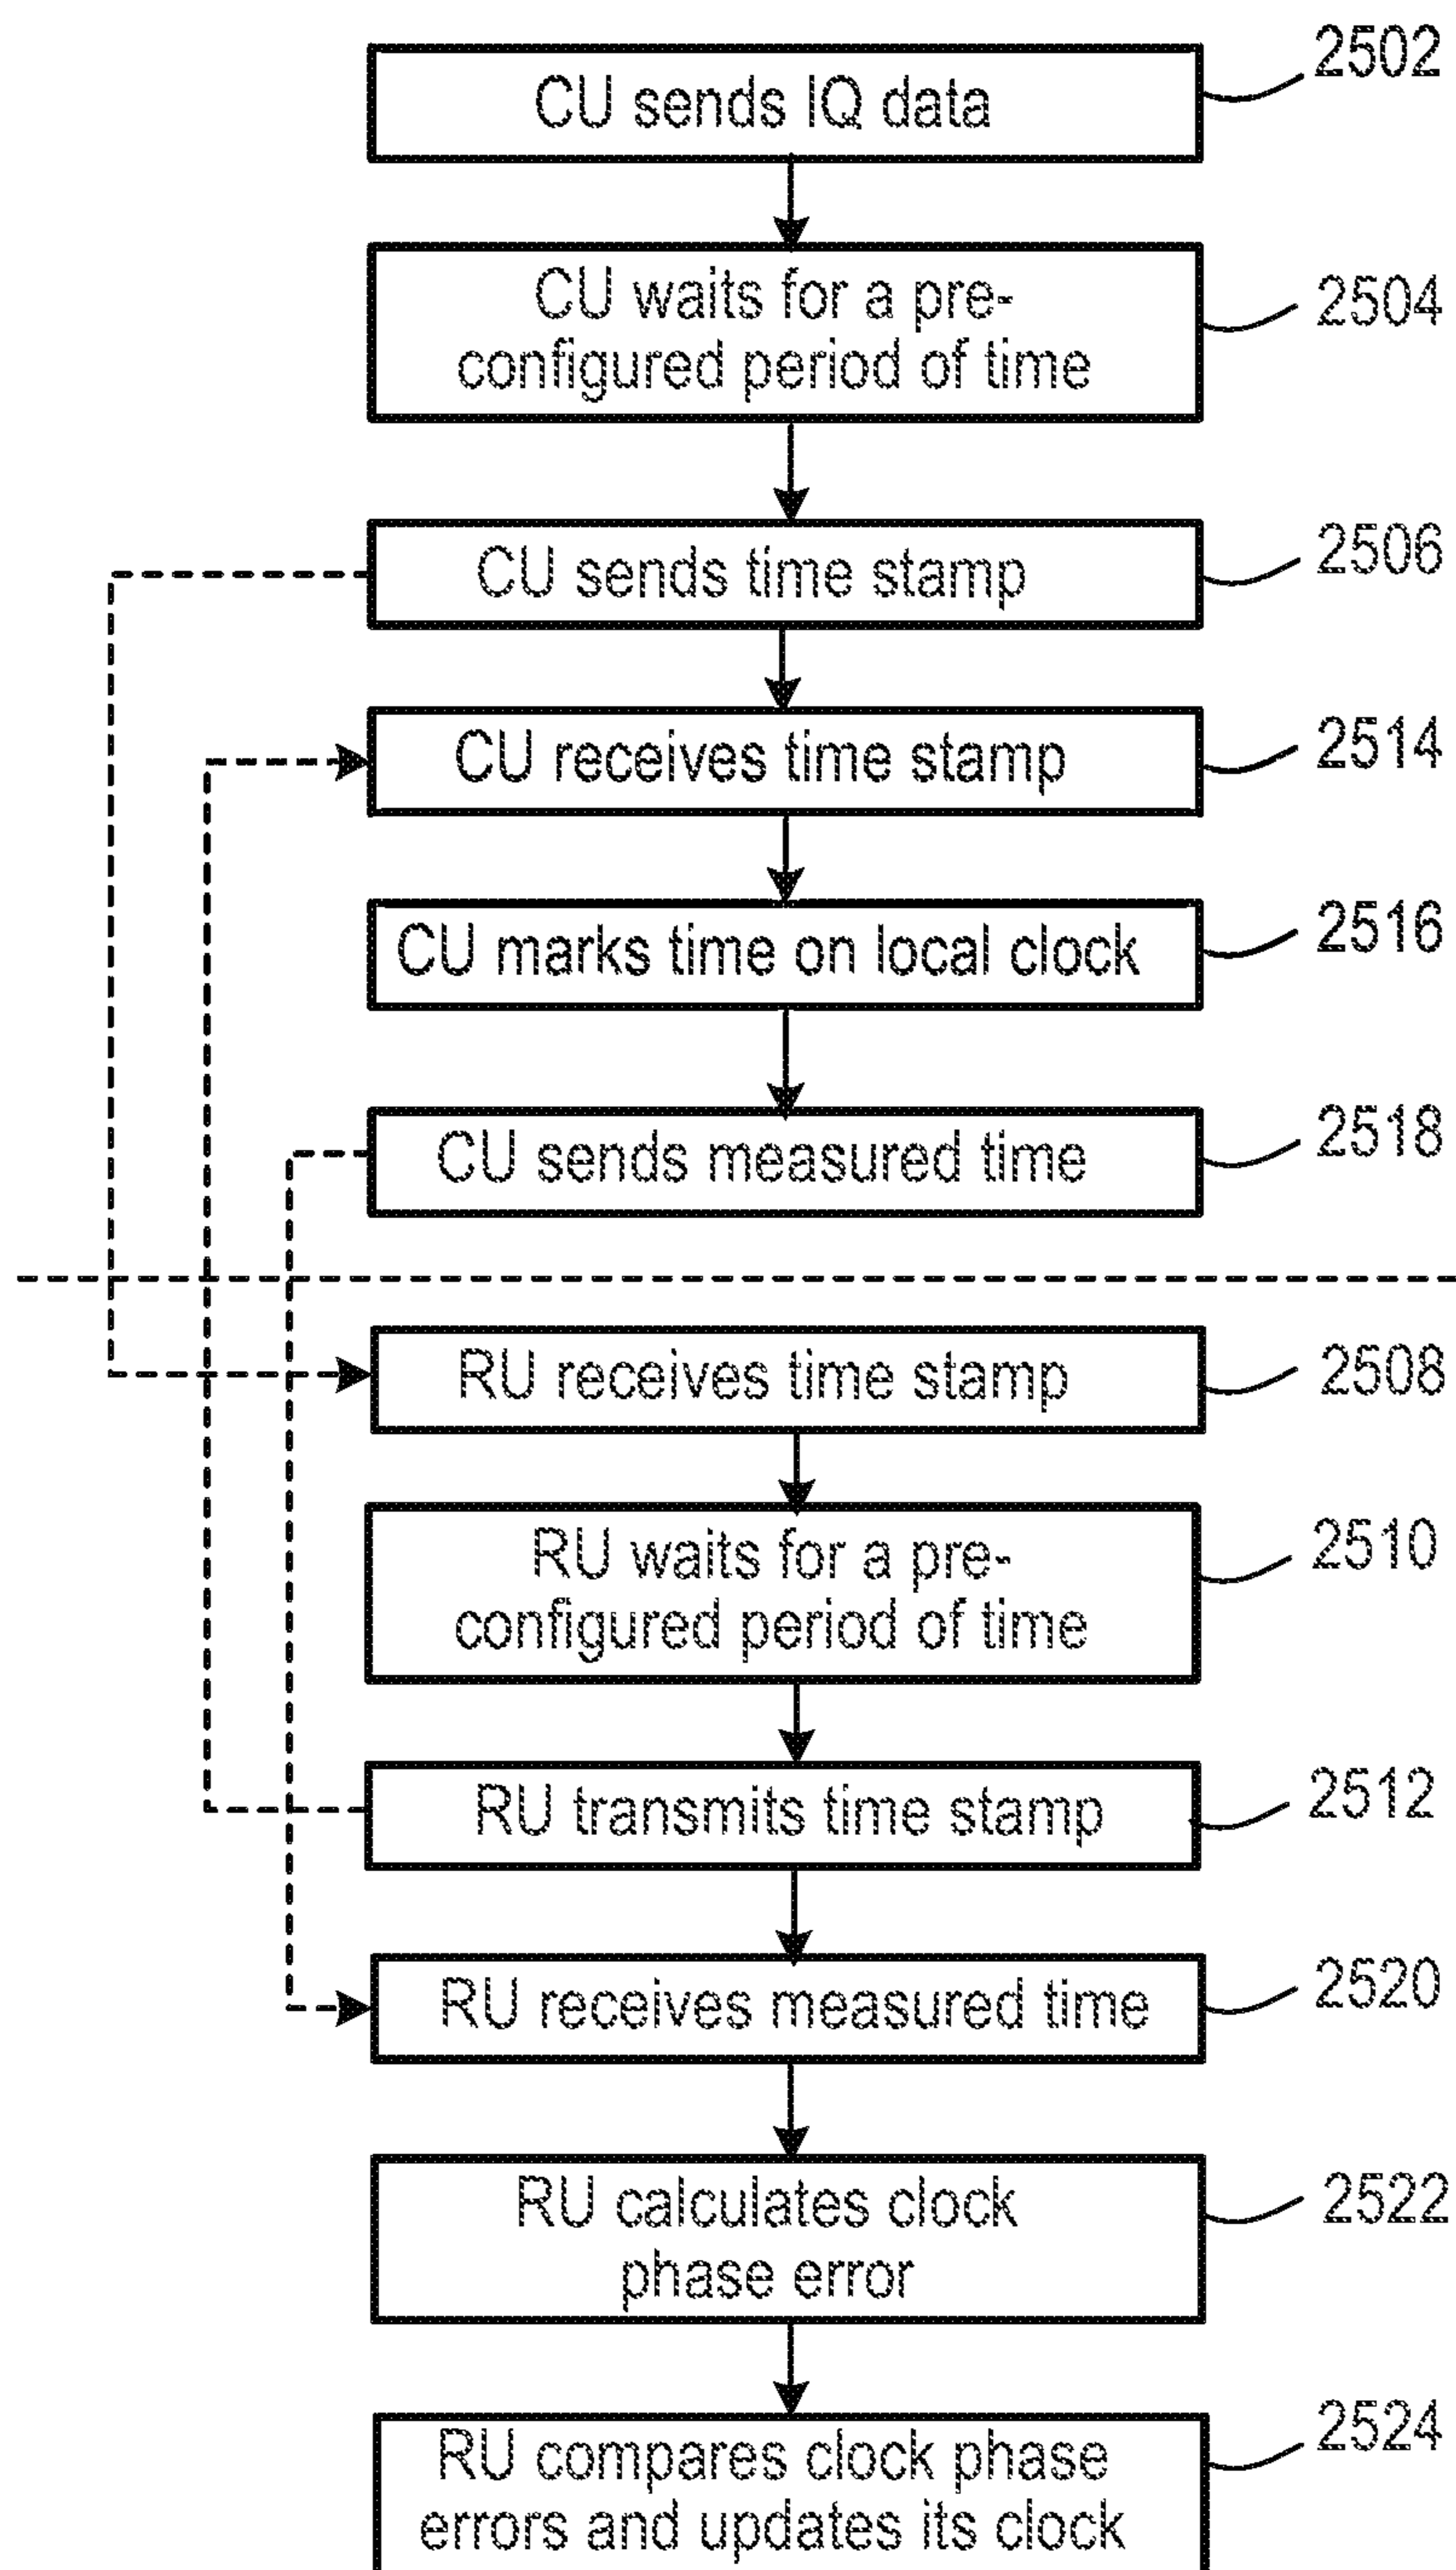 CU sends IQ data
2502
CU waits for a pre-
configured period of time
2504
CU sends time stamp
2506
CU receives time stamp
2514
CU marks time on local clock
2516
CU sends measured time
2518
RU receives time stamp
2508
RU waits for a pre-
configured period of time
2510
RU transmits time stamp
2512
RU receives measured time
2520
RU calculates clock
phase error
2522
RU compares clock phase
errors and updates its clock
2524